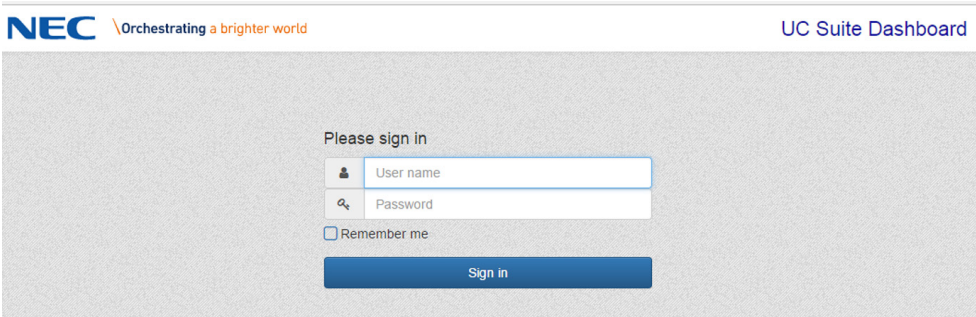 NEC \Orchestrating a brighter world UC Suite Dashboard
Please sign in
User name
Password
Remember me
Sign in